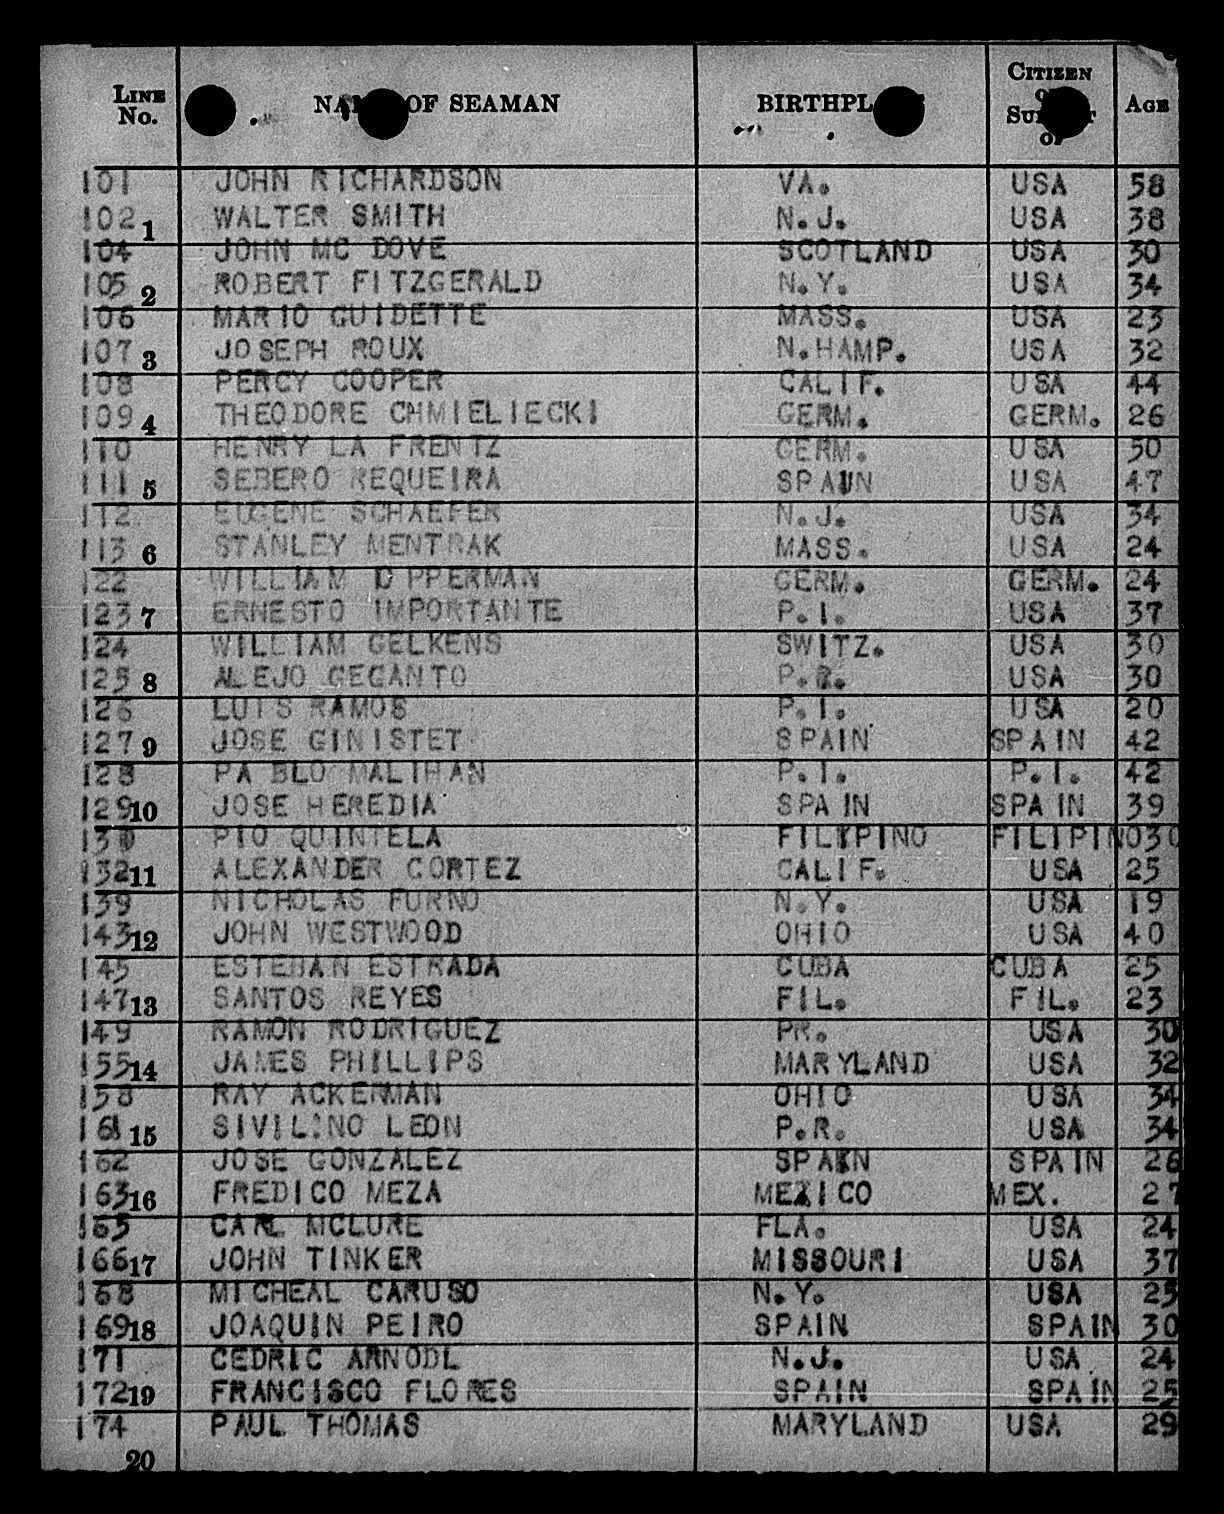 LINE No. NAME OF SEAMAN BIRTHPLACE CITIZEN OR SUBJECT OF AGE
101 JOHN RICHARDSON VA. USA 58
102 1 WALTER SMITH N.J. USA 38
104 JOHN MC DOVE SCOTLAND USA 30
105 2 ROBERT FITZGERALD N.Y. USA 34
106 MARIO GUIDETTE MASS. USA 23
107 3 JOSEPH ROUX N.HAMP. USA 32
108 PERCY COOPER CALIF. USA 44
109 4 THEODORE CHMIELIECKI GERM. GERM. 26
110 HENRY LA FRENTZ GERM. USA 50
111 5 SEBERO REQUEIRA SPAIN USA 47
112 EUGENE SCHAEFER N.J. USA 34
113 6 STANLEY MENTRAK MASS. USA 24
122 WILLIAM PPERMAN GERM. GERM. 24
123 7 ERNESTO IMPORTANTE P.I. USA 37
124 WILLIAM GELKENS SWITZ. USA 30
125 8 ALEJO GEGANTO USA 30
126 LUIS RAMOS P.I. USA 20
127 9 JOSE GINISTET SPAIN SPAIN 42
128 PABLO MALIHAN P.I. P.I. 42
129 10 JOSE HEREDIA SPAIN SPAIN 39
130 PIO QUINTELA FILIPINO FILIPINO 30
132 11 ALEXANDER CORTEZ CALIF. USA 25
139 NICHOLAS FURNO N.Y. USA 19
143 12 JOHN WESTWOOD OHIO USA 40
145 ESTEBAN ESTRADA CUBA CUBA 25
147 13 SANTOS REYES FIL. FIL. 23
149 RAMON RODRIGUEZ PR. USA 30
155 14 JAMES PHILLIPS MARYLAND USA 32
158 RAY ACKERMAN OHIO USA 34
161 15 SIVILINO LEON P.R. USA 34
162 JOSE GONZALEZ SPAIN SPAIN 26
163 16 FREDICO MEZA MEXICO MEX. 27
165 CARL MCLURE FLA. USA 24
166 17 JOHN TINKER MISSOURI USA 37
168 MICHEAL CARUSO N.Y. USA 25
169 18 JOAQUIN PEIRO SPAIN SPAIN 30
171 CEDRIC ARNODL N.J. USA 24
172 19 FRANCISCO FLORES SPAIN SPAIN 25
174 PAUL THOMAS MARYLAND USA 29
20